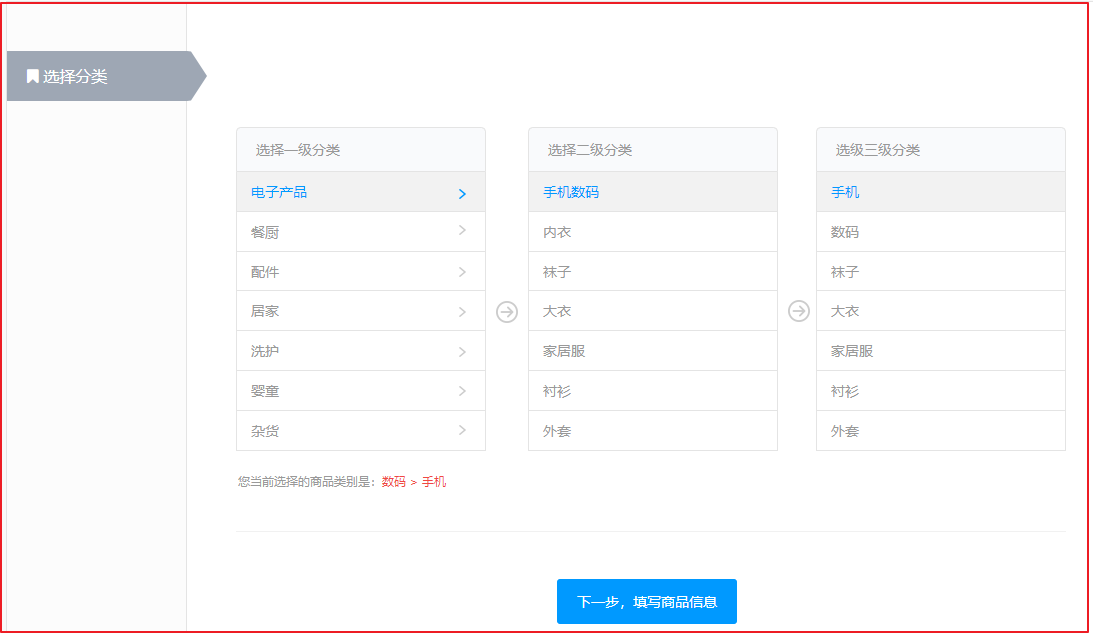 选择分类
选择一级分类
电子产品
餐厨
配件
居家
洗护
婴童
杂货
选择二级分类
手机数码
内衣
袜子
大衣
家居服
衬衫
外套
选级三级分类
手机
数码
袜子
大衣
家居服
衬衫
外套
您当前选择的商品类别是：数码 > 手机
下一步，填写商品信息